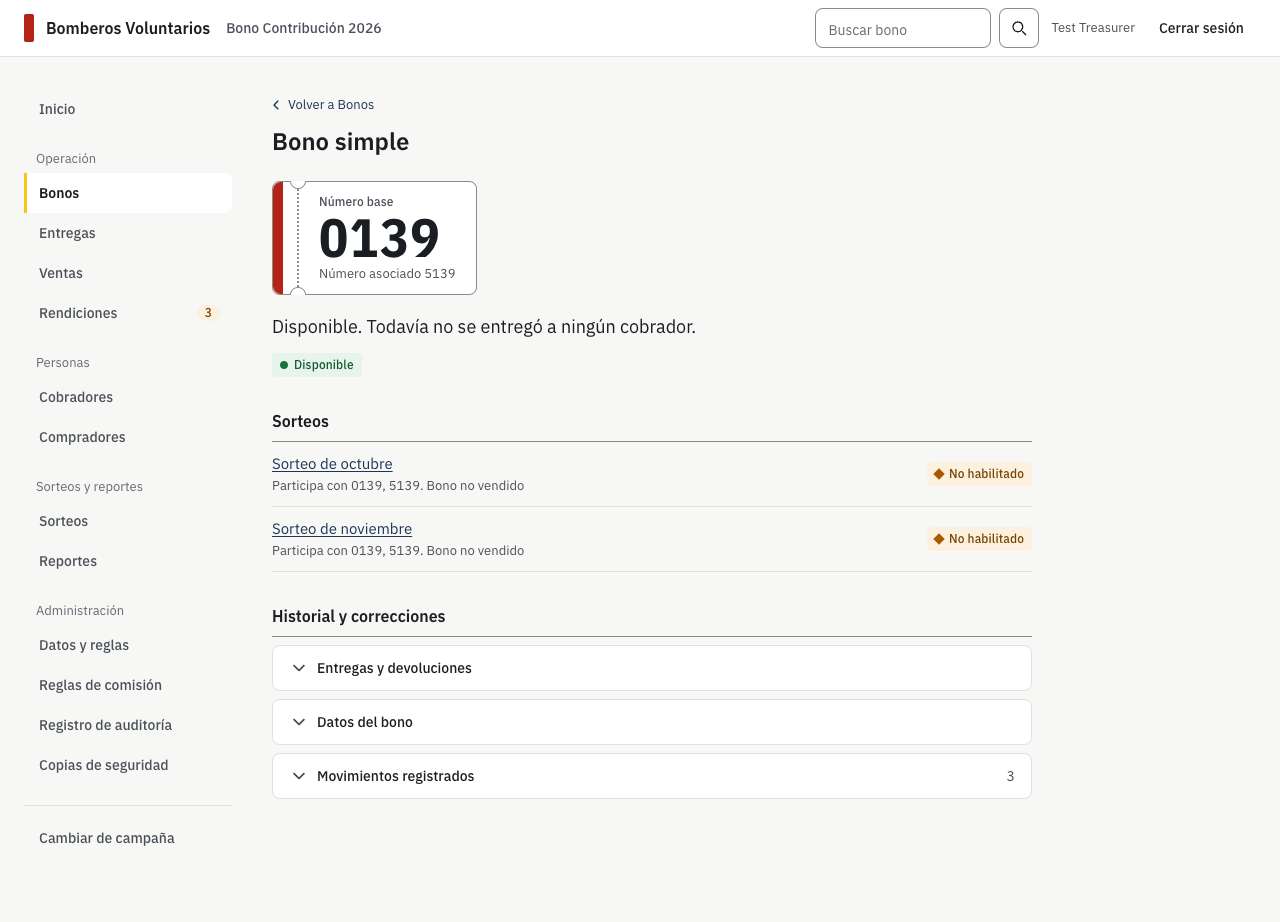 Bomberos Voluntarios
Bono Contribución 2026
Buscar bono
Test Treasurer
Cerrar sesión
Inicio
Operación
Bonos
Entregas
Ventas
Rendiciones 3
Personas
Cobradores
Compradores
Sorteos y reportes
Sorteos
Reportes
Administración
Datos y reglas
Reglas de comisión
Registro de auditoría
Copias de seguridad
Cambiar de campaña
Volver a Bonos
Bono simple
Número base
0139
Número asociado 5139
Disponible. Todavía no se entregó a ningún cobrador.
Disponible
Sorteos
Sorteo de octubre
Participa con 0139, 5139. Bono no vendido
No habilitado
Sorteo de noviembre
Participa con 0139, 5139. Bono no vendido
No habilitado
Historial y correcciones
Entregas y devoluciones
Datos del bono
Movimientos registrados 3